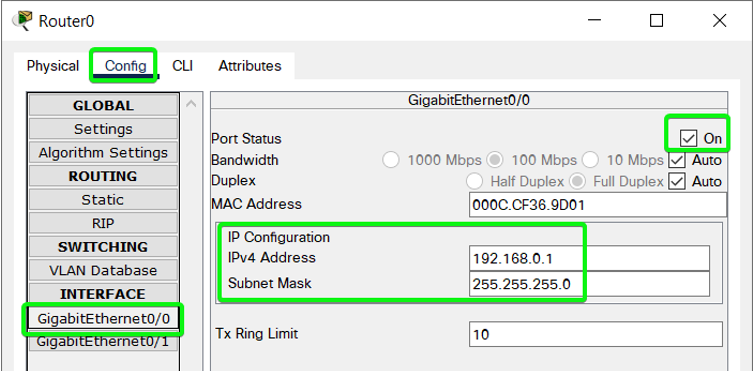 Router0
Physical Config CLI Attributes
GLOBAL
Settings
Algorithm Settings
ROUTING
Static
RIP
SWITCHING
VLAN Database
INTERFACE
GigabitEthernet0/0
GigabitEthernet0/1
GigabitEthernet0/0
Port Status On
Bandwidth 1000 Mbps 100 Mbps 10 Mbps Auto
Duplex Half Duplex Full Duplex Auto
MAC Address 000C.CF36.9D01
IP Configuration
IPv4 Address 192.168.0.1
Subnet Mask 255.255.255.0
Tx Ring Limit 10